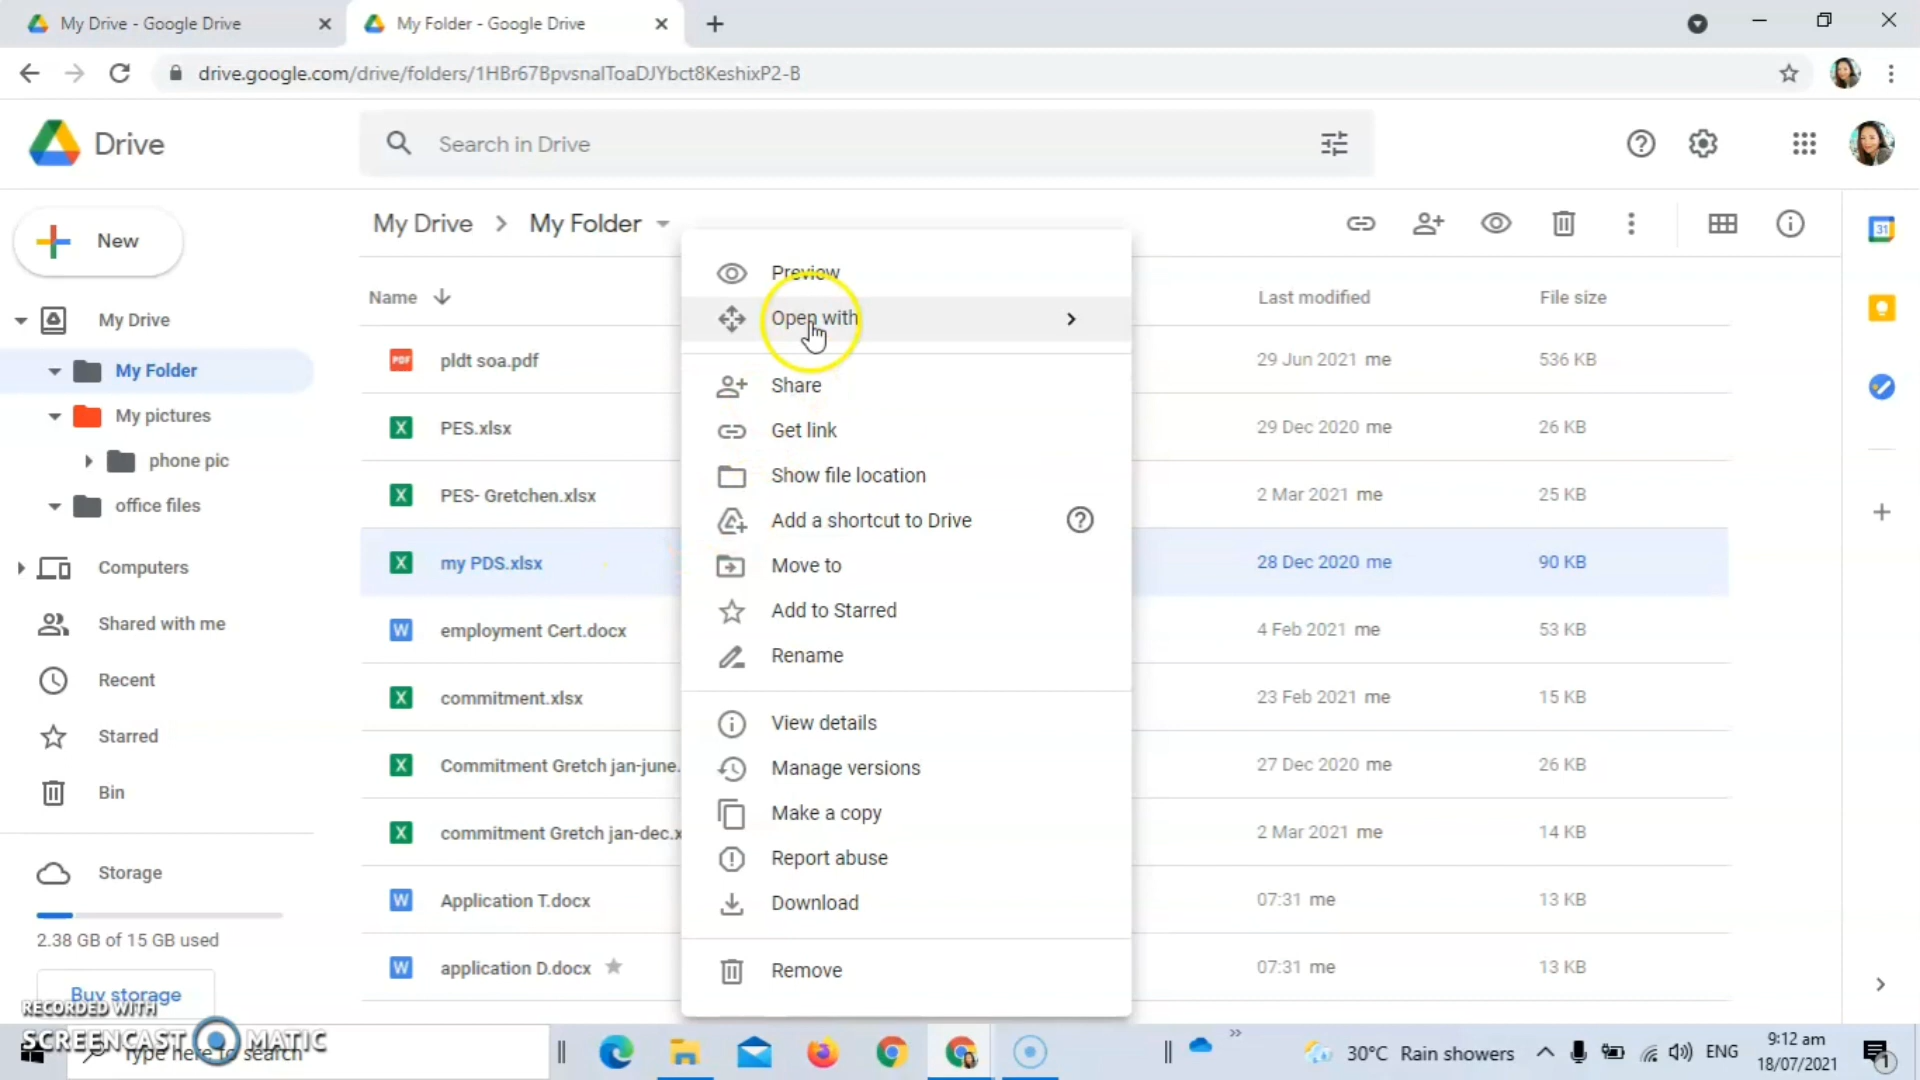 My Drive - Google Drive
My Folder - Google Drive
drive.google.com/drive/folders/1HBr67BpvsnaIToaDJYbct8KeshixP2-B
Drive
Search in Drive
New
My Drive > My Folder
31
Name
Last modified
File size
My Drive
My Folder
My pictures
phone pic
office files
Computers
Shared with me
Recent
Starred
Bin
Storage
2.38 GB of 15 GB used
Buy storage
PDF pldt soa.pdf 29 Jun 2021 me 536 KB
X PES.xlsx 29 Dec 2020 me 26 KB
X PES- Gretchen.xlsx 2 Mar 2021 me 25 KB
X my PDS.xlsx 28 Dec 2020 me 90 KB
W employment Cert.docx 4 Feb 2021 me 53 KB
X commitment.xlsx 23 Feb 2021 me 15 KB
X Commitment Gretch jan-june. 27 Dec 2020 me 26 KB
X commitment Gretch jan-dec.x 2 Mar 2021 me 14 KB
W Application T.docx 07:31 me 13 KB
W application D.docx 07:31 me 13 KB
Preview
Open with
Share
Get link
Show file location
Add a shortcut to Drive
Move to
Add to Starred
Rename
View details
Manage versions
Make a copy
Report abuse
Download
Remove
RECORDED WITH
SCREENCAST MATIC
Type here to search
30°C Rain showers
ENG
9:12 am
18/07/2021
1